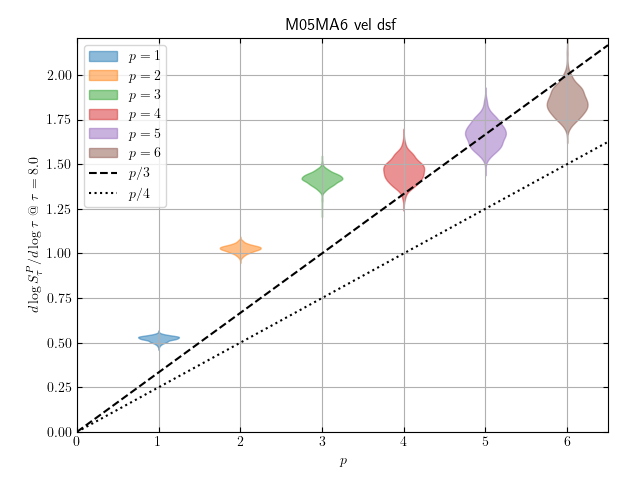 M05MA6 vel dsf
p = 1
p = 2
p = 3
p = 4
p = 5
p = 6
p/3
p/4
2.00
1.75
1.50
1.25
1.00
0.75
0.50
0.25
0.00
0 1 2 3 4 5 6
p
d log S_τ^P / d log τ @ τ = 8.0